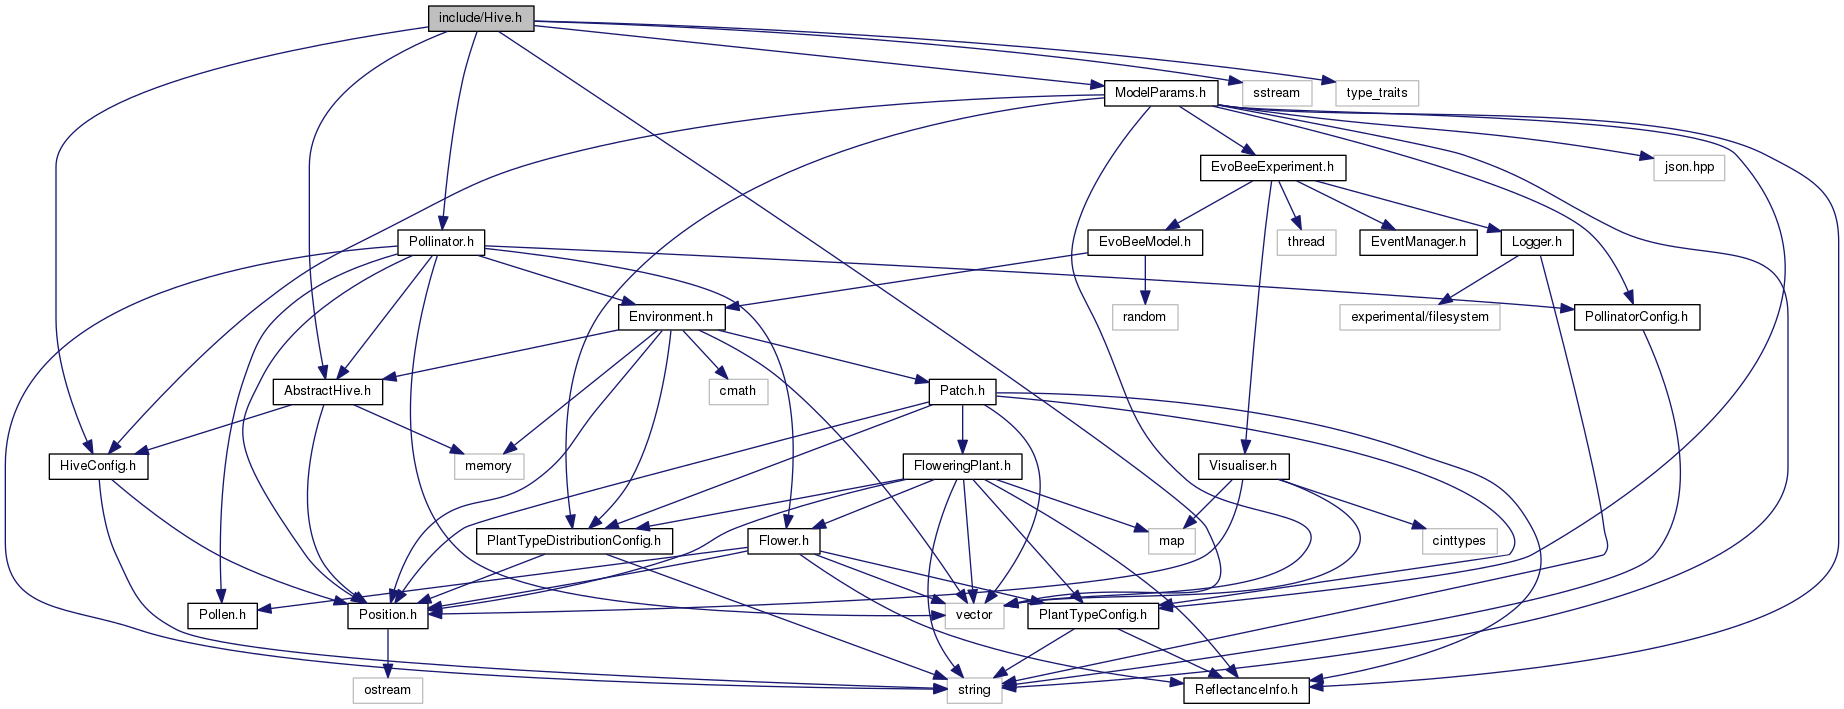 include/Hive.h
ModelParams.h
sstream
type_traits
EvoBeeExperiment.h
json.hpp
Pollinator.h
EvoBeeModel.h
thread
EventManager.h
Logger.h
Environment.h
random
experimental/filesystem
PollinatorConfig.h
AbstractHive.h
cmath
Patch.h
HiveConfig.h
memory
FloweringPlant.h
Visualiser.h
PlantTypeDistributionConfig.h
Flower.h
map
cinttypes
Pollen.h
Position.h
vector
PlantTypeConfig.h
ostream
string
ReflectanceInfo.h